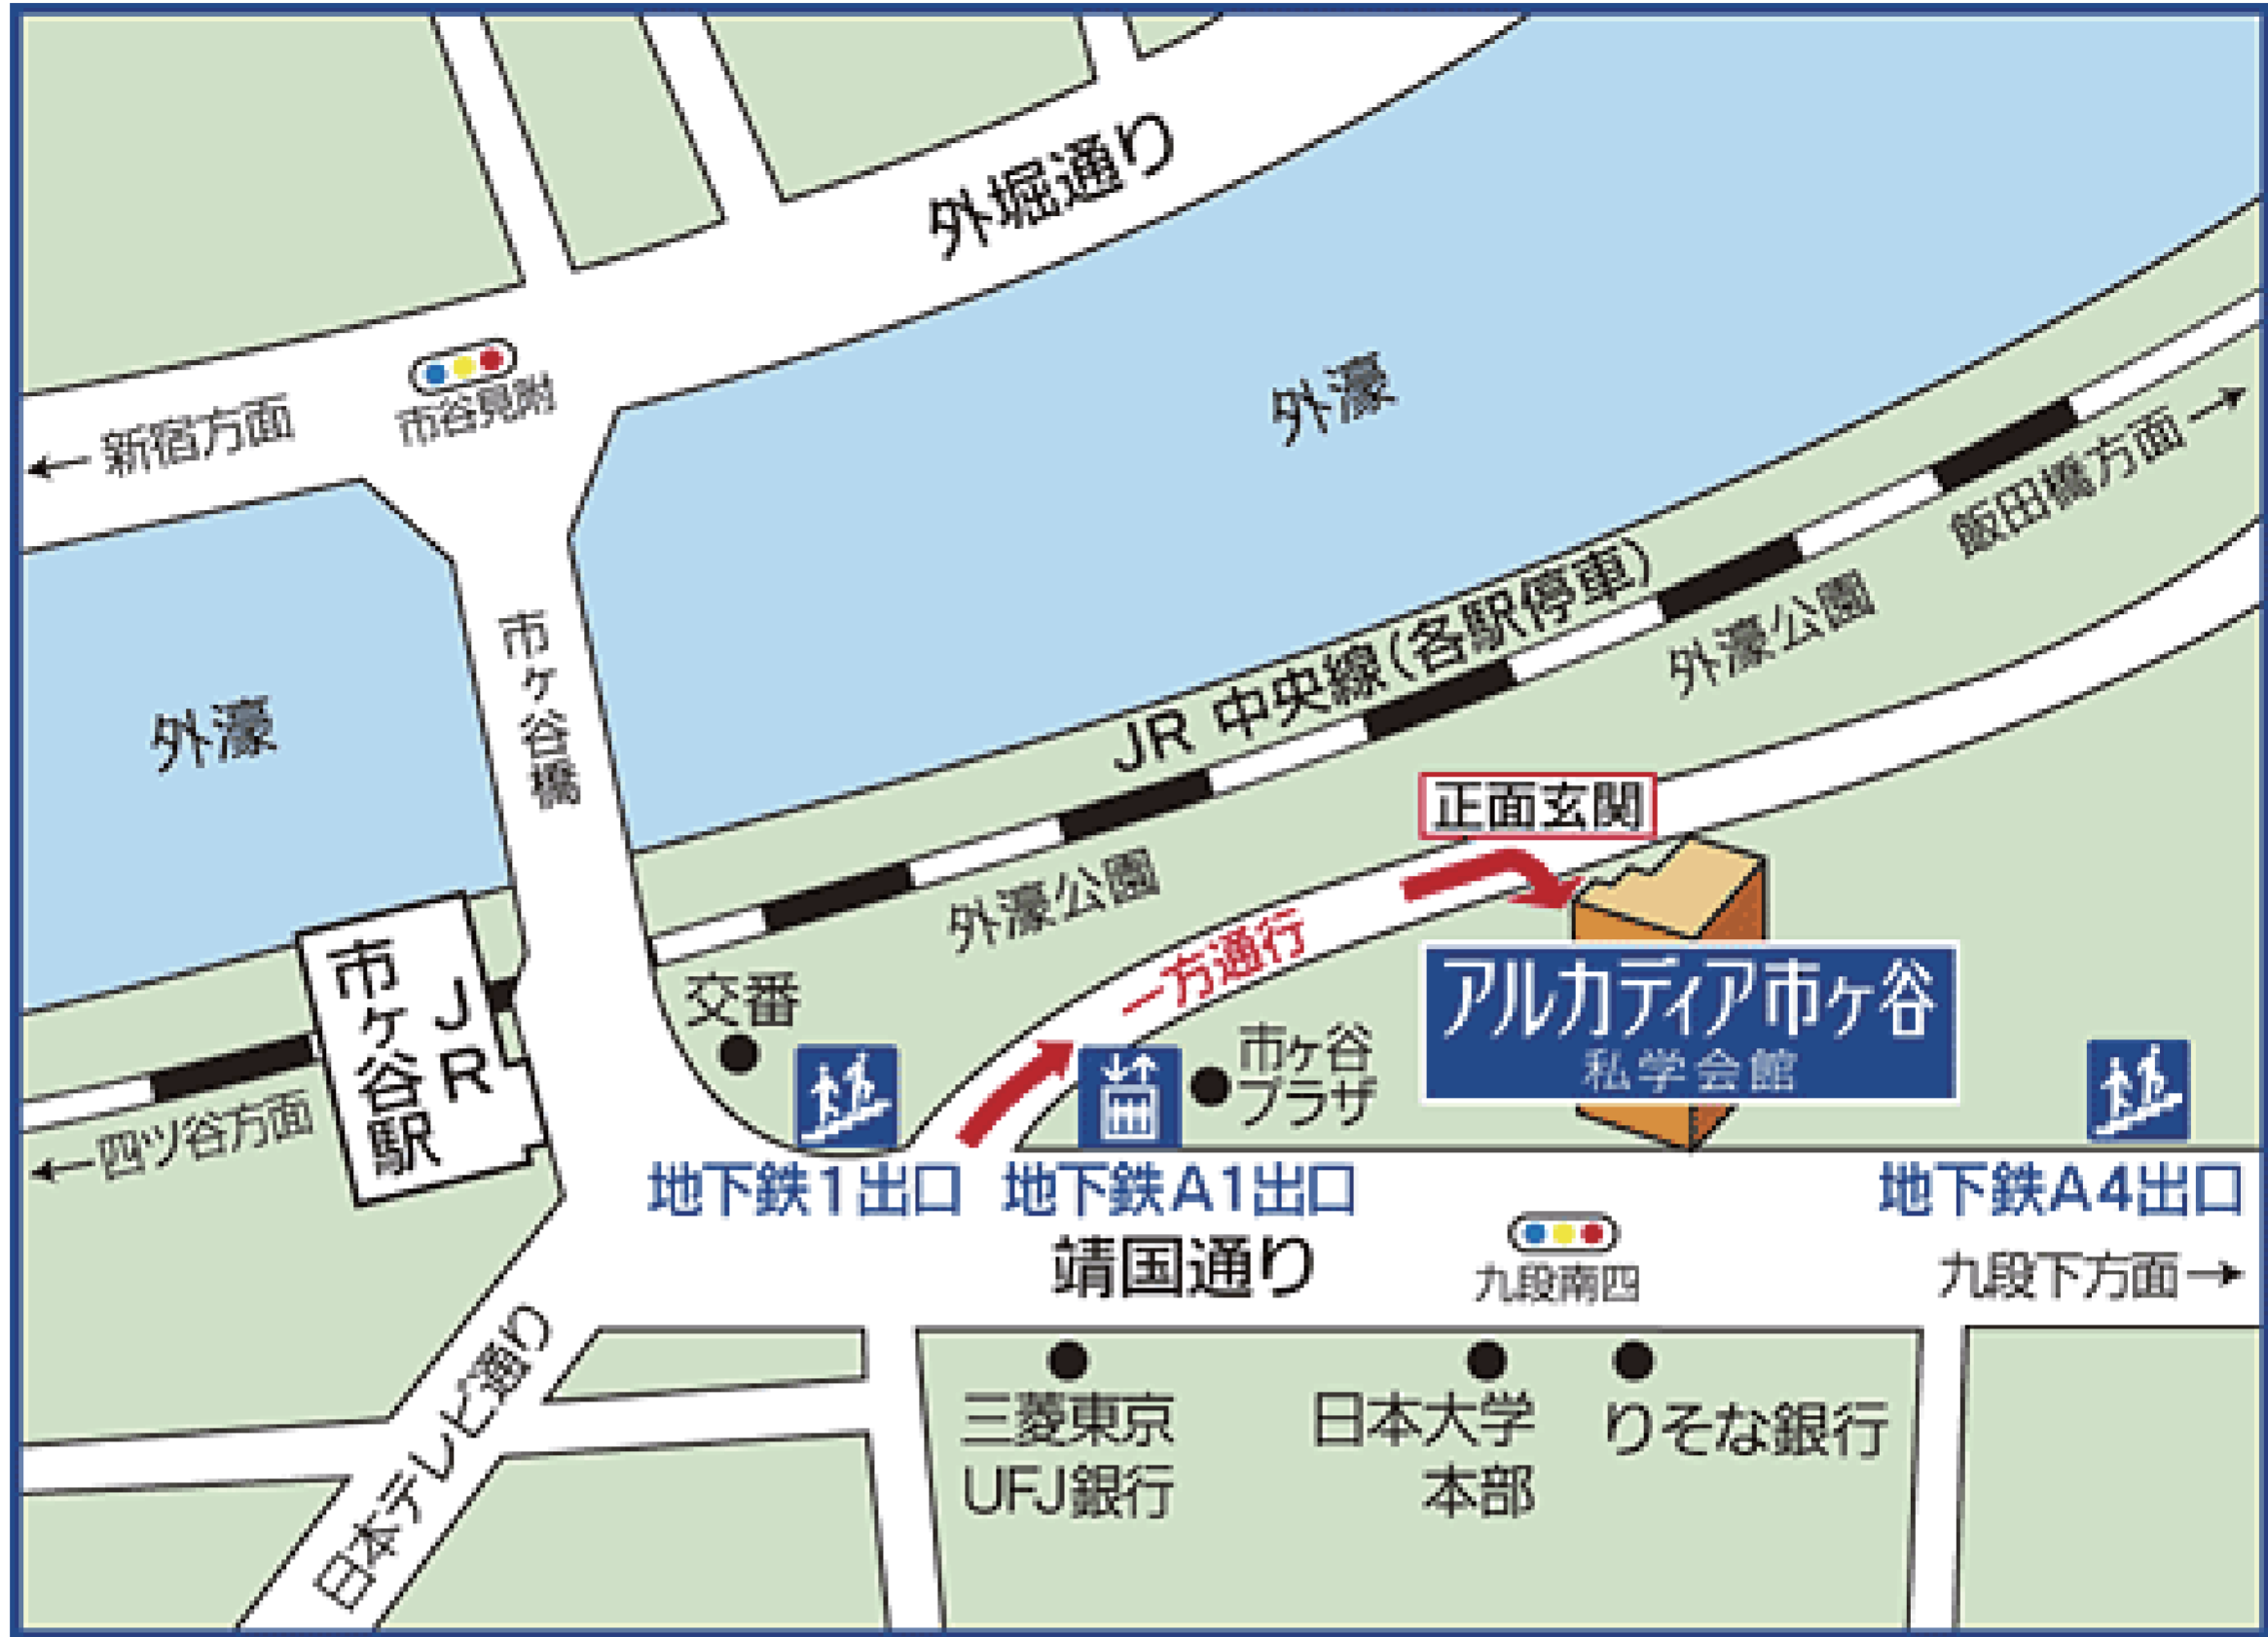 外堀通り
市谷見附
←新宿方面
外濠
飯田橋方面→
市ヶ谷橋
JR 中央線(各駅停車)
外濠公園
外濠
正面玄関
外濠公園
一方通行
JR
市ヶ谷駅
交番
アルカディア市ヶ谷
私学会館
市ヶ谷
プラザ
←四ツ谷方面
地下鉄1出口
地下鉄A1出口
地下鉄A4出口
靖国通り
九段南四
九段下方面→
日本テレビ通り
三菱東京
UFJ銀行
日本大学
本部
りそな銀行